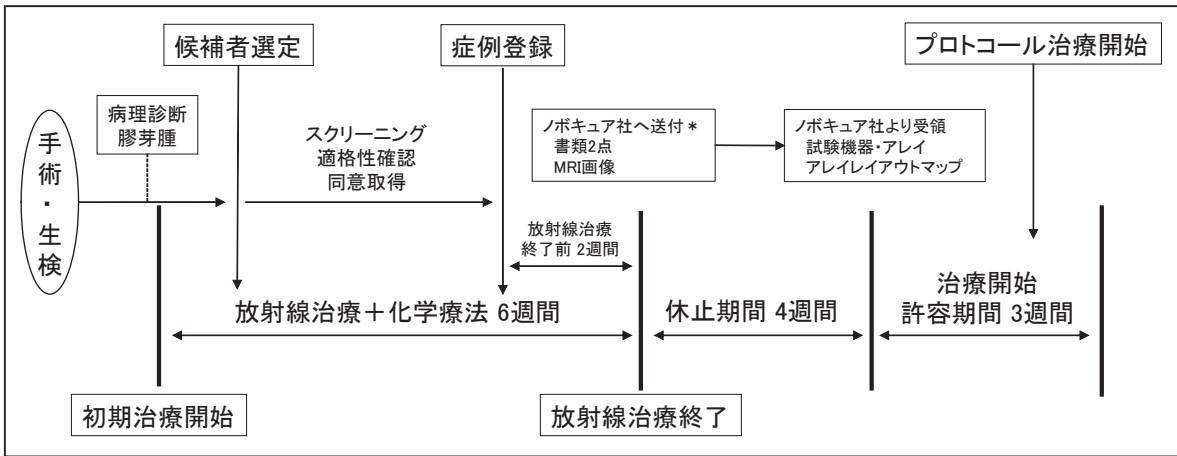 候補者選定
症例登録
プロトコール治療開始
病理診断
膠芽腫
手術・生検
スクリーニング
適格性確認
同意取得
ノボキュア社へ送付*
書類2点
MRI画像
ノボキュア社より受領
試験機器・アレイ
アレイレイアウトマップ
放射線治療
終了前 2週間
放射線治療+化学療法 6週間
休止期間 4週間
治療開始
許容期間 3週間
初期治療開始
放射線治療終了